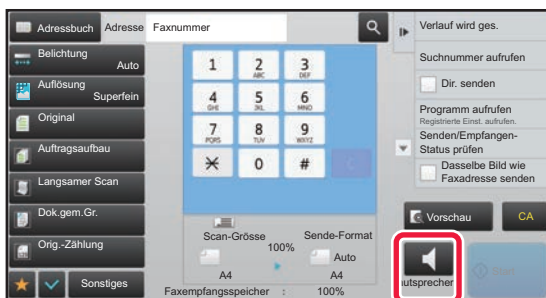 Adressbuch
Adresse
Faxnummer
Belichtung
Auto
Auflösung
Superfein
Original
Auftragsaufbau
Langsamer Scan
Dok.gem.Gr.
Orig.-Zählung
Sonstiges
1
2
ABC
3
DEF
4
GHI
5
JKL
6
MNO
7
PQRS
8
TUV
9
WXYZ
0
#
C
Scan-Grösse
100%
Sende-Format
Auto
A4
A4
Faxempfangsspeicher : 100%
Verlauf wird ges.
Suchnummer aufrufen
Dir. senden
Programm aufrufen
Registrierte Einst. aufrufen.
Senden/Empfangen-
Status prüfen
Dasselbe Bild wie
Faxadresse senden
Vorschau
CA
autsprecher
Start